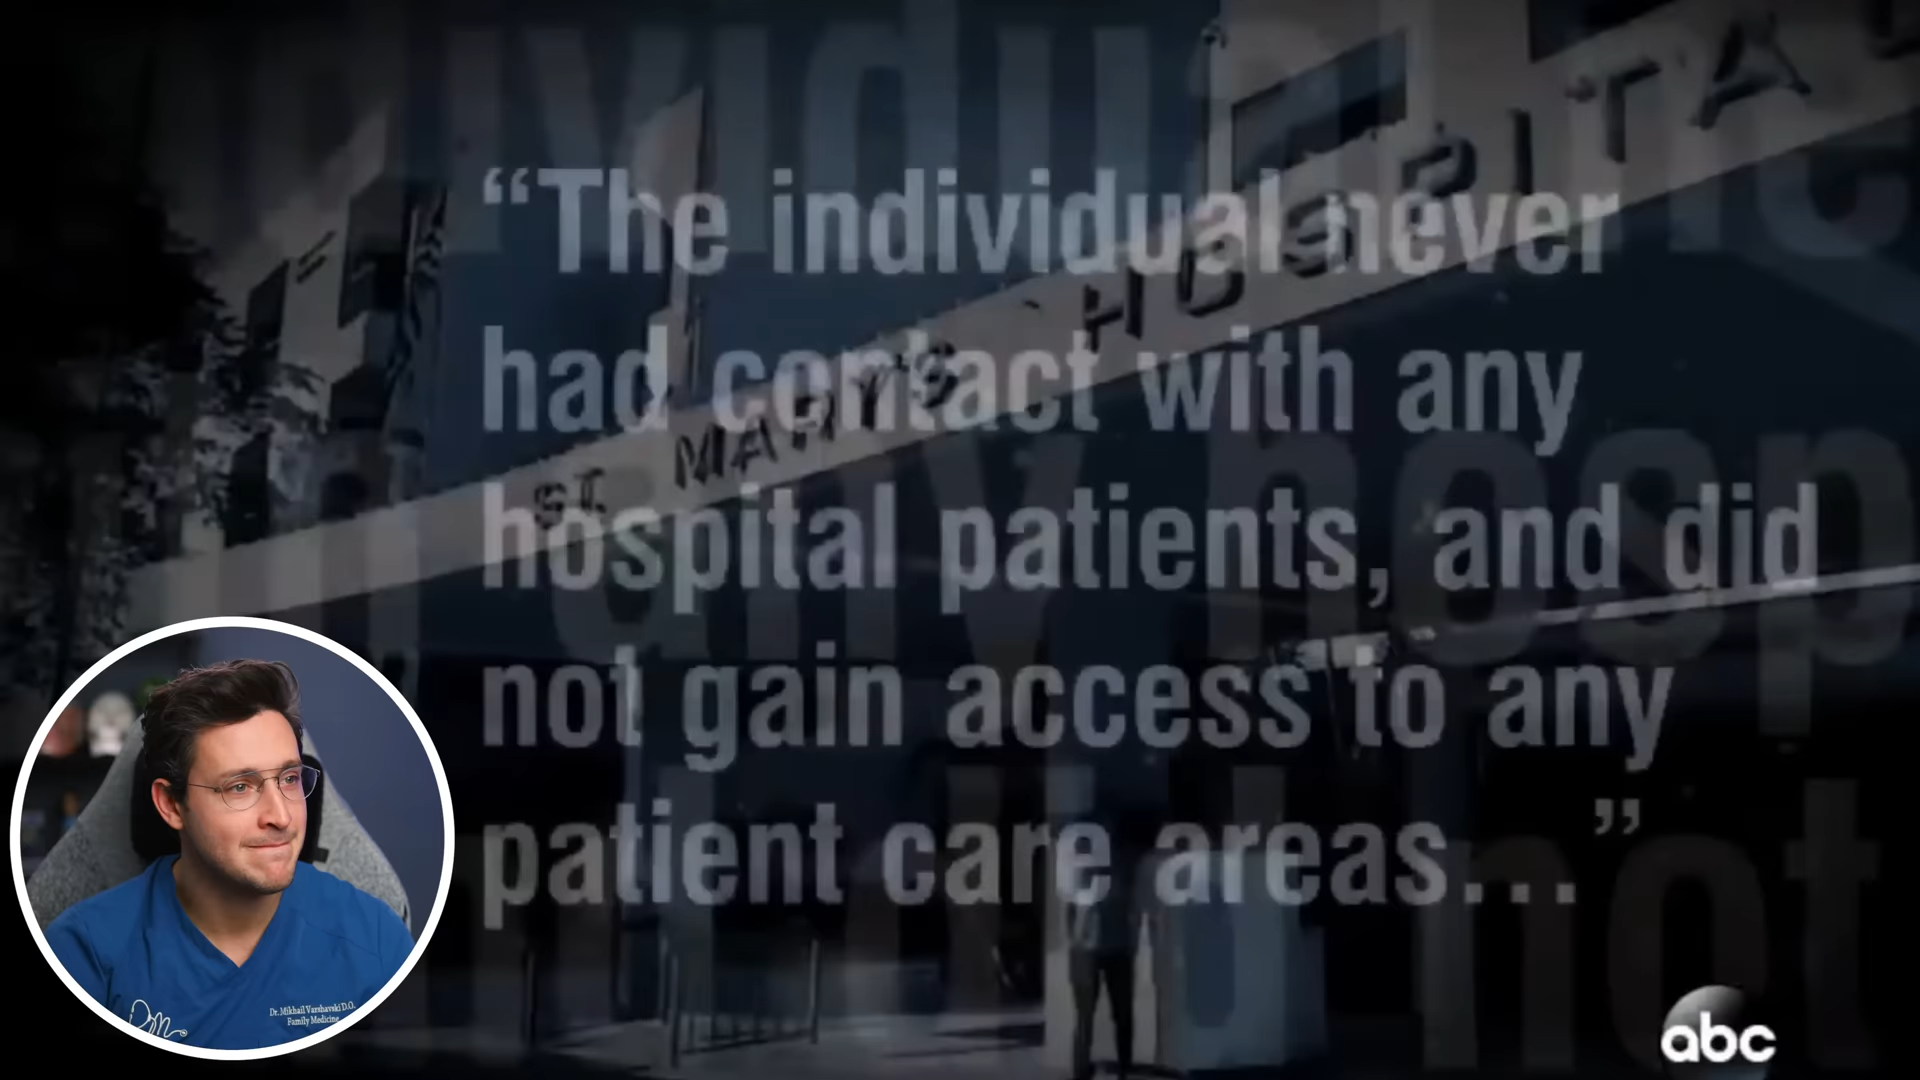 “The individual never
had contact with any
hospital patients, and did
not gain access to any
patient care areas...”
ST. MARY'S HOSPITAL
Dr. Mikhail Varshavski D.O.
Family Medicine
abc